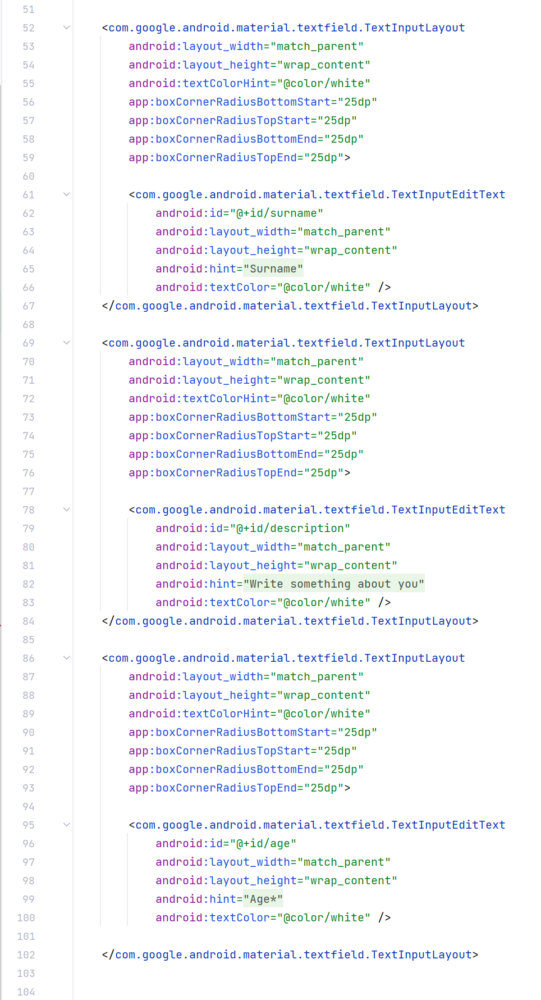 51
52 <com.google.android.material.textfield.TextInputLayout
53 android:layout_width="match_parent"
54 android:layout_height="wrap_content"
55 android:textColorHint="@color/white"
56 app:boxCornerRadiusBottomStart="25dp"
57 app:boxCornerRadiusTopStart="25dp"
58 app:boxCornerRadiusBottomEnd="25dp"
59 app:boxCornerRadiusTopEnd="25dp">
60
61 <com.google.android.material.textfield.TextInputEditText
62 android:id="@+id/surname"
63 android:layout_width="match_parent"
64 android:layout_height="wrap_content"
65 android:hint="Surname"
66 android:textColor="@color/white" />
67 </com.google.android.material.textfield.TextInputLayout>
68
69 <com.google.android.material.textfield.TextInputLayout
70 android:layout_width="match_parent"
71 android:layout_height="wrap_content"
72 android:textColorHint="@color/white"
73 app:boxCornerRadiusBottomStart="25dp"
74 app:boxCornerRadiusTopStart="25dp"
75 app:boxCornerRadiusBottomEnd="25dp"
76 app:boxCornerRadiusTopEnd="25dp">
77
78 <com.google.android.material.textfield.TextInputEditText
79 android:id="@+id/description"
80 android:layout_width="match_parent"
81 android:layout_height="wrap_content"
82 android:hint="Write something about you"
83 android:textColor="@color/white" />
84 </com.google.android.material.textfield.TextInputLayout>
85
86 <com.google.android.material.textfield.TextInputLayout
87 android:layout_width="match_parent"
88 android:layout_height="wrap_content"
89 android:textColorHint="@color/white"
90 app:boxCornerRadiusBottomStart="25dp"
91 app:boxCornerRadiusTopStart="25dp"
92 app:boxCornerRadiusBottomEnd="25dp"
93 app:boxCornerRadiusTopEnd="25dp">
94
95 <com.google.android.material.textfield.TextInputEditText
96 android:id="@+id/age"
97 android:layout_width="match_parent"
98 android:layout_height="wrap_content"
99 android:hint="Age*"
100 android:textColor="@color/white" />
101
102 </com.google.android.material.textfield.TextInputLayout>
103
104